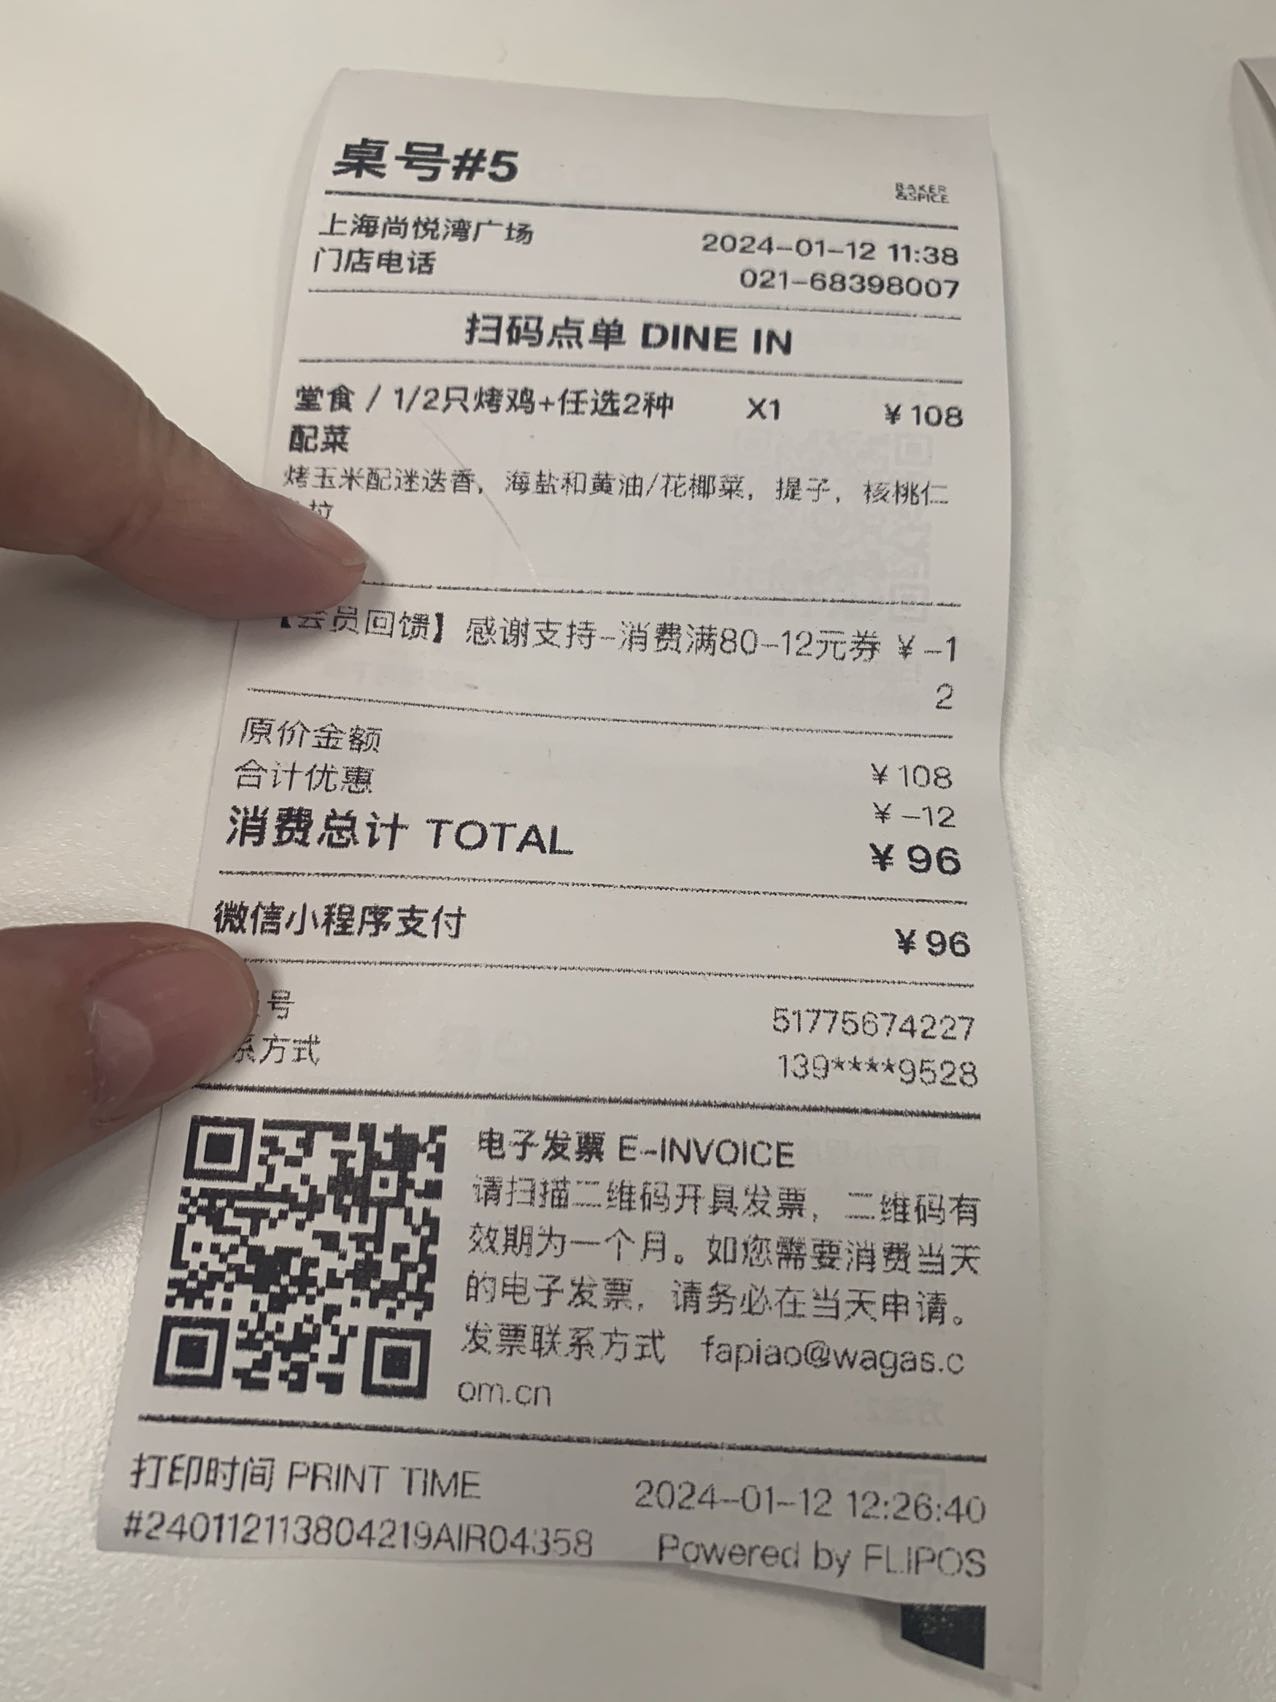 桌号#5
BAKER
&SPICE
上海尚悦湾广场 2024-01-12 11:38
门店电话 021-68398007
扫码点单 DINE IN
堂食 / 1/2只烤鸡+任选2种 X1 ¥108
配菜
烤玉米配迷迭香，海盐和黄油/花椰菜，提子，核桃仁
拉
【会员回馈】感谢支持-消费满80-12元券 ¥-1
2
原价金额 ¥108
合计优惠 ¥-12
消费总计 TOTAL ¥96
微信小程序支付 ¥96
号 51775674227
系方式 139****9528
电子发票 E-INVOICE
请扫描二维码开具发票，二维码有
效期为一个月。如您需要消费当天
的电子发票，请务必在当天申请。
发票联系方式 fapiao@wagas.c
om.cn
打印时间 PRINT TIME 2024-01-12 12:26:40
#240112113804219AIR04358 Powered by FLIPOS